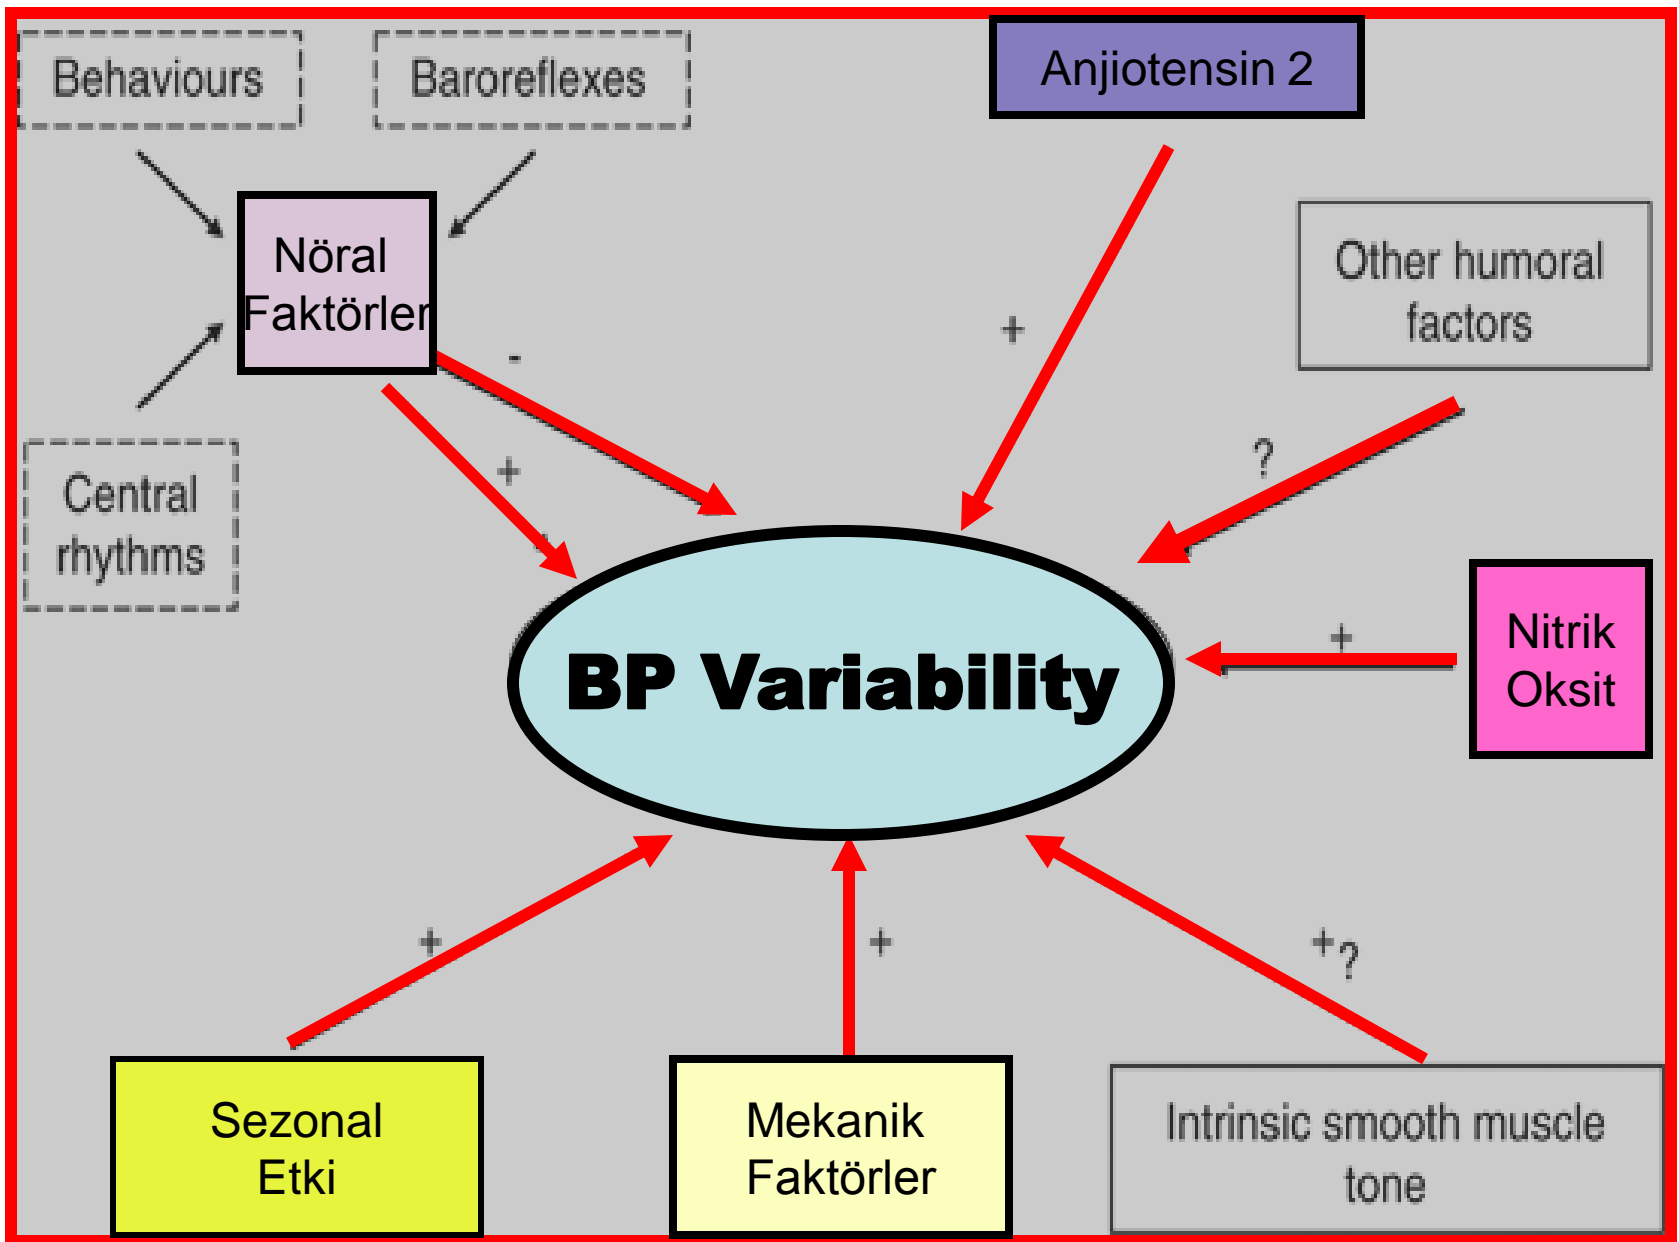 Behaviours
Baroreflexes
Anjiotensin 2
Nöral
Faktörler
Other humoral
factors
-
+
+
?
Central
rhythms
Nitrik
Oksit
+
BP Variability
+
+
+?
Sezonal
Etki
Mekanik
Faktörler
Intrinsic smooth muscle
tone